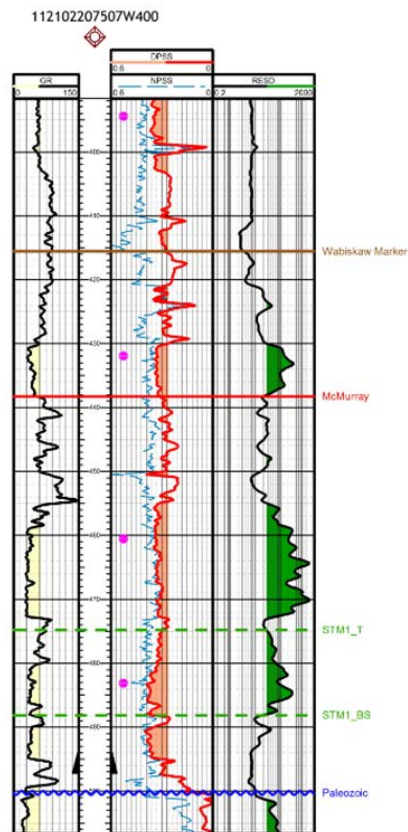 112102207507W400
DPSS
0.6 0
GR NPSS RESD
0 150 0.6 0 0.2 2000
400
410
Wabiskaw Marker
420
430
McMurray
440
450
460
470
STM1_T
480
STM1_BS
490
Paleozoic